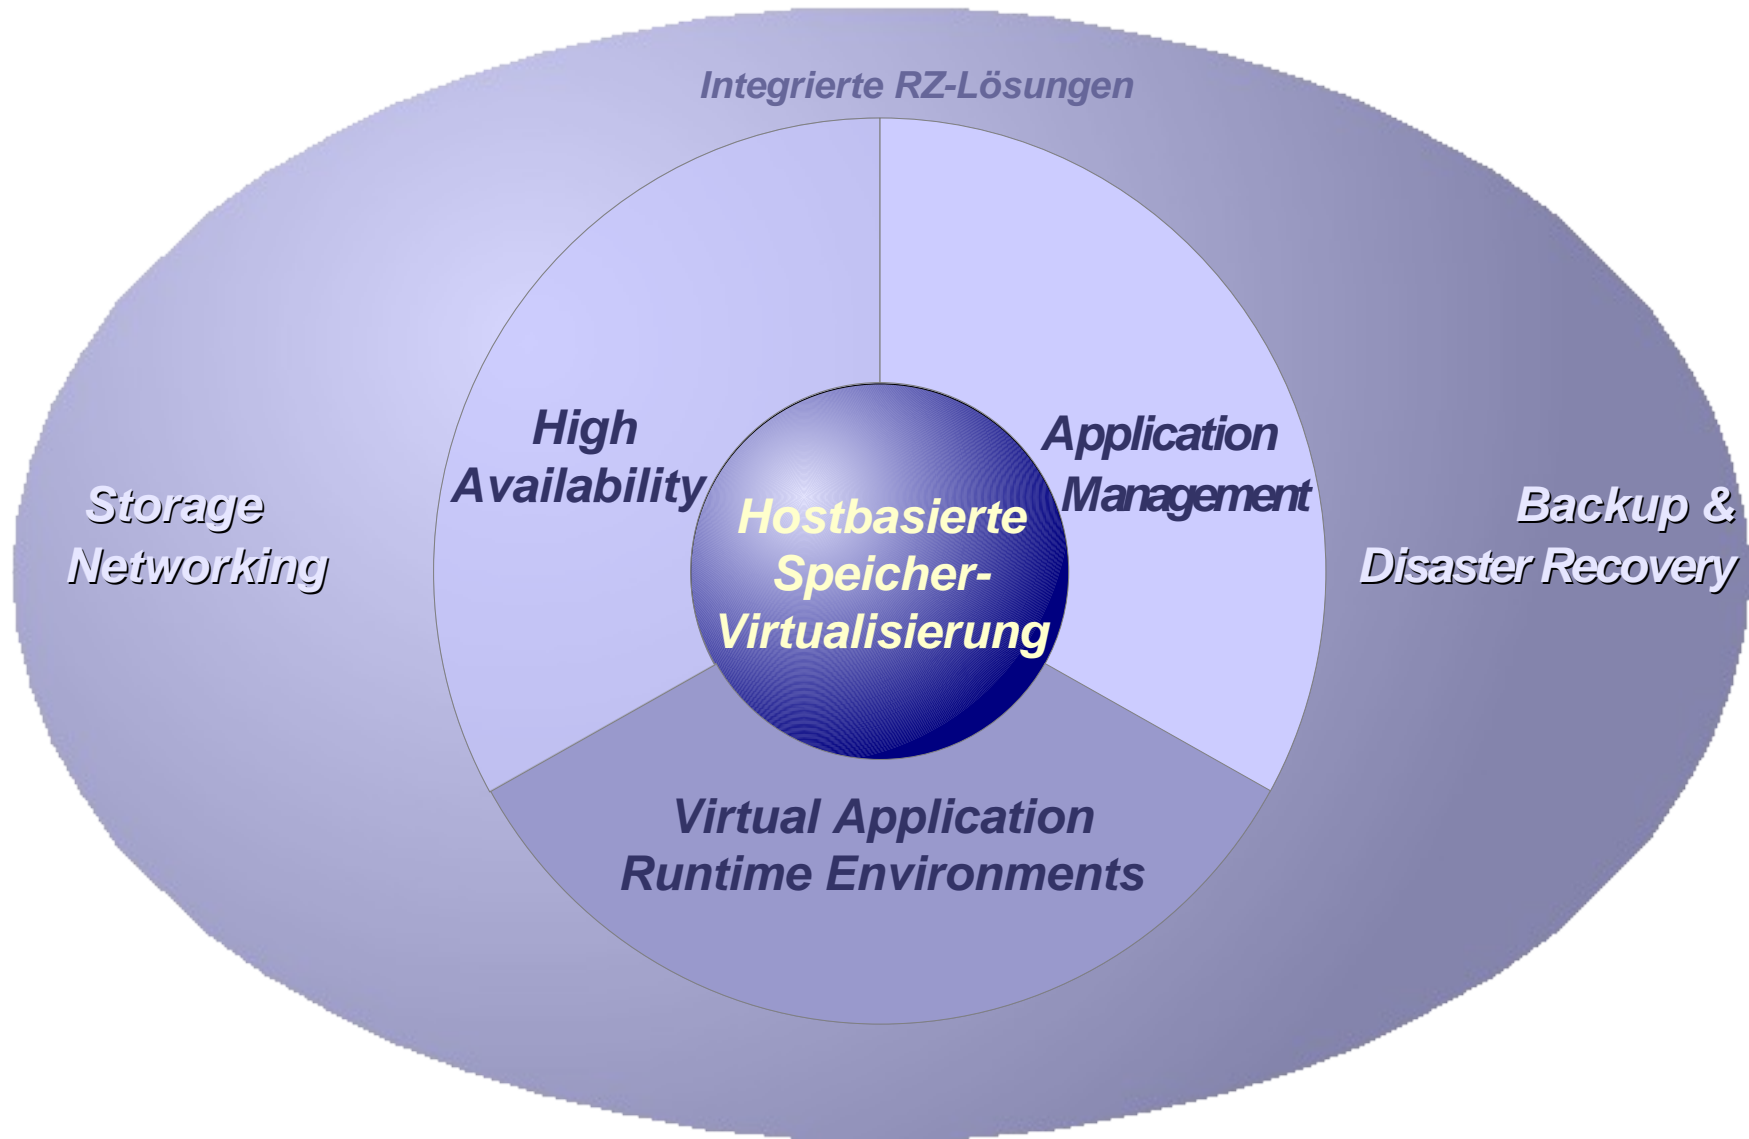 Integrierte RZ-Lösungen
High
Availability
Application
Management
Storage
Networking
Hostbasierte
Speicher-
Virtualisierung
Backup &
Disaster Recovery
Virtual Application
Runtime Environments